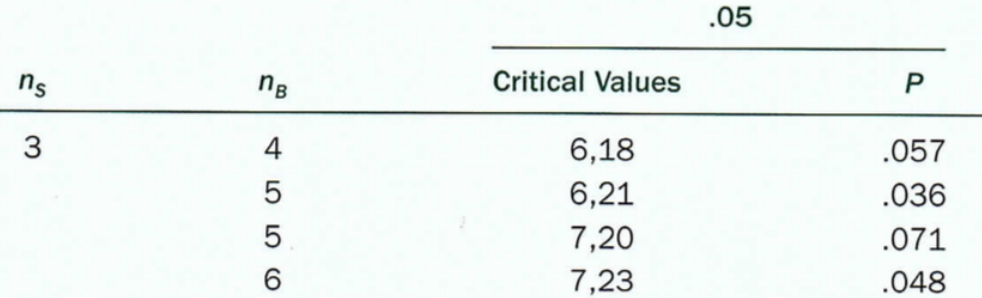 .05
nS nB Critical Values P
3 4 6,18 .057
5 6,21 .036
5 7,20 .071
6 7,23 .048